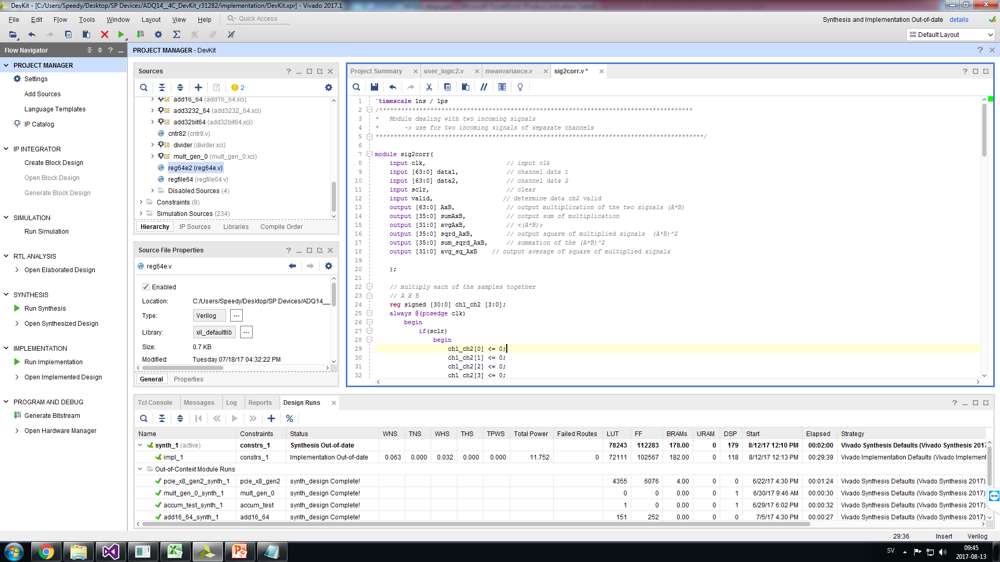 DevKit - [C:/Users/Speedy/Desktop/SP Devices/ADQ14__4C_DevKit_r31282/implementation/DevKit.xpr] - Vivado 2017.1
File Edit Flow Tools Window Layout View Help Quick Access
Synthesis and Implementation Out-of-date details
Default Layout
Flow Navigator
PROJECT MANAGER
Settings
Add Sources
Language Templates
IP Catalog
IP INTEGRATOR
Create Block Design
Open Block Design
Generate Block Design
SIMULATION
Run Simulation
RTL ANALYSIS
Open Elaborated Design
SYNTHESIS
Run Synthesis
Open Synthesized Design
IMPLEMENTATION
Run Implementation
Open Implemented Design
PROGRAM AND DEBUG
Generate Bitstream
Open Hardware Manager
PROJECT MANAGER - DevKit
Sources
2
add16_64 (add16_64.xci)
add3232_64 (add3232_64.xci)
add32bit64 (add32bit64.xci)
cntr82 (cntr8.v)
divider (divider.xci)
mult_gen_0 (mult_gen_0.xci)
reg64e2 (reg64e.v)
regfile64 (regfile64.v)
Disabled Sources (4)
Constraints (8)
Simulation Sources (234)
Hierarchy IP Sources Libraries Compile Order
Source File Properties
reg64e.v
Enabled
Location: C:/Users/Speedy/Desktop/SP Devices/ADQ14__
Type: Verilog ...
Library: xil_defaultlib ...
Size: 0.7 KB
Modified: Tuesday 07/18/17 04:32:22 PM
General Properties
Project Summary user_logic2.v meanvariance.v sig2corr.v *
1 `timescale 1ns / 1ps
2 /**************************************************************************************
3 * Module dealing with two incoming signals
4 * -> use for two incoming signals of separate channels
5 ******************************************************************************************/
6
7 module sig2corr(
8 input clk, // input clk
9 input [63:0] data1, // channel data 1
10 input [63:0] data2, // channel data 2
11 input sclr, // clear
12 input valid, // determine data ch2 valid
13 output [63:0] AxB, // output multiplication of the two signals (A*B)
14 output [35:0] sumAxB, // output sum of multiplication
15 output [31:0] avgAxB, // <(A*B)>
16 output [35:0] sqrd_AxB, // output square of multiplied signals (A*B)^2
17 output [35:0] sum_sqrd_AxB, // summation of the (A*B)^2
18 output [31:0] avg_sq_AxB // output average of square of multiplied signals
19
20 );
21
22 // multiply each of the samples together
23 // A X B
24 reg signed [30:0] ch1_ch2 [3:0];
25 always @(posedge clk)
26 begin
27 if(sclr)
28 begin
29 ch1_ch2[0] <= 0;
30 ch1_ch2[1] <= 0;
31 ch1_ch2[2] <= 0;
32 ch1_ch2[3] <= 0;
Tcl Console Messages Log Reports Design Runs
Name Constraints Status WNS TNS WHS THS TPWS Total Power Failed Routes LUT FF BRAMs URAM DSP Start Elapsed Strategy
synth_1 (active) constrs_1 Synthesis Out-of-date 78243 112283 178.00 0 179 8/12/17 12:10 PM 00:02:00 Vivado Synthesis Defaults (Vivado Synthesis 2017
impl_1 constrs_1 Implementation Out-of-date 0.063 0.000 0.032 0.000 0.000 11.752 0 72111 102567 182.00 0 118 8/12/17 12:13 PM 00:29:39 Vivado Implementation Defaults (Vivado Implement
Out-of-Context Module Runs
pcie_x8_gen2_synth_1 pcie_x8_gen2 synth_design Complete! 4355 6076 4.00 0 0 6/22/17 4:30 PM 00:01:24 Vivado Synthesis Defaults (Vivado Synthesis 2017)
mult_gen_0_synth_1 mult_gen_0 synth_design Complete! 0 0 0.00 0 1 6/30/17 9:46 AM 00:00:30 Vivado Synthesis Defaults (Vivado Synthesis 2017)
accum_test_synth_1 accum_test synth_design Complete! 1 0 0.00 0 1 6/29/17 6:02 PM 00:00:32 Vivado Synthesis Defaults (Vivado Synthesis 2017)
add16_64_synth_1 add16_64 synth_design Complete! 151 252 0.00 0 0 7/5/17 4:30 PM 00:00:27 Vivado Synthesis Defaults (Vivado Synthesis 2017)
29:36 Insert Verilog
SV 09:45
2017-08-13